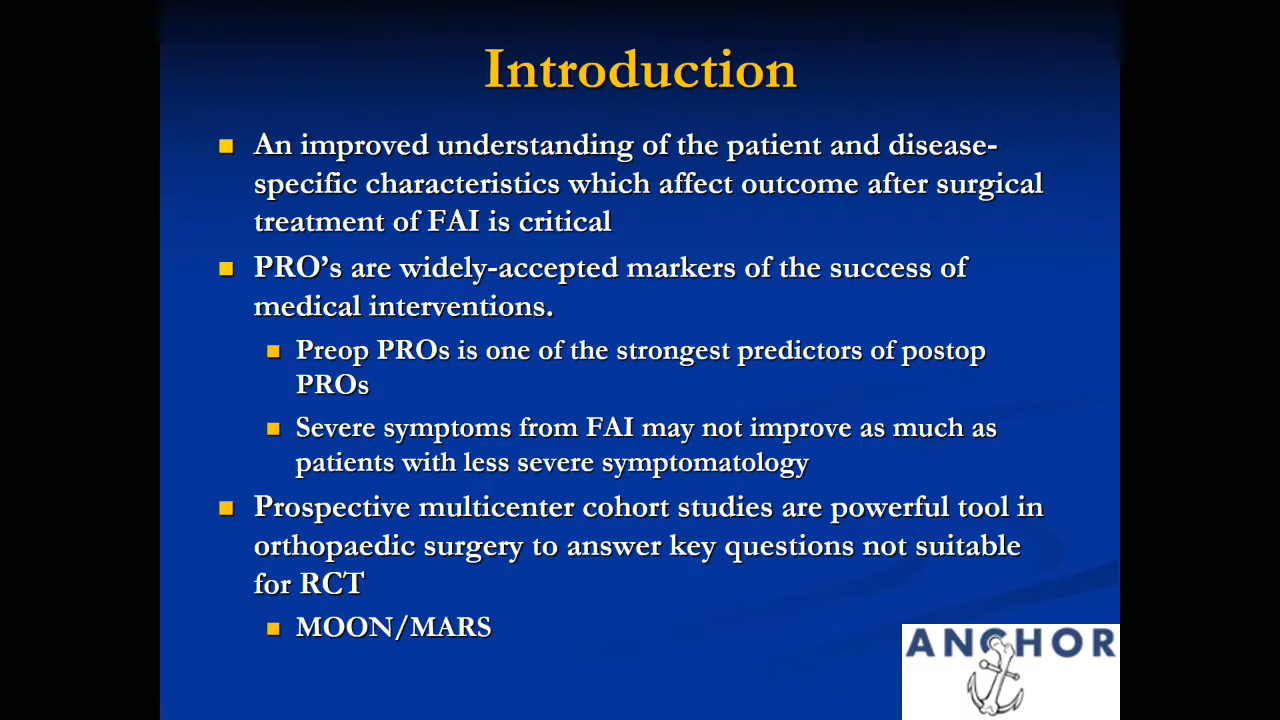 Introduction
An improved understanding of the patient and disease-
specific characteristics which affect outcome after surgical
treatment of FAI is critical
PRO’s are widely-accepted markers of the success of
medical interventions.
Preop PROs is one of the strongest predictors of postop
PROs
Severe symptoms from FAI may not improve as much as
patients with less severe symptomatology
Prospective multicenter cohort studies are powerful tool in
orthopaedic surgery to answer key questions not suitable
for RCT
MOON/MARS
ANCHOR